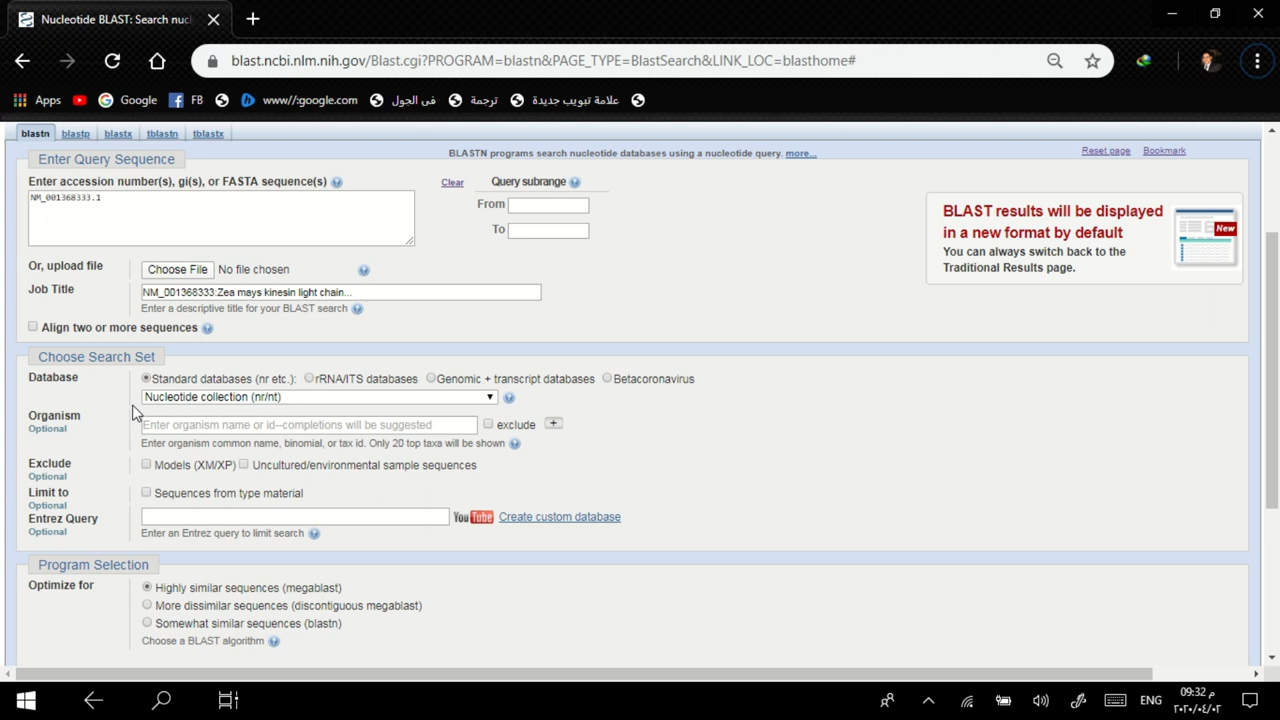 Nucleotide BLAST: Search nucl
blast.ncbi.nlm.nih.gov/Blast.cgi?PROGRAM=blastn&PAGE_TYPE=BlastSearch&LINK_LOC=blasthome#
Apps Google FB www//:google.com فى الجول ترجمة علامة تبويب جديدة
blastn blastp blastx tblastn tblastx
BLASTN programs search nucleotide databases using a nucleotide query. more...
Reset page Bookmark
Enter Query Sequence
Enter accession number(s), gi(s), or FASTA sequence(s) Clear Query subrange
NM_001368333.1
From
To
BLAST results will be displayed
in a new format by default
You can always switch back to the
Traditional Results page.
New
Or, upload file Choose File No file chosen
Job Title NM_001368333:Zea mays kinesin light chain...
Enter a descriptive title for your BLAST search
Align two or more sequences
Choose Search Set
Database Standard databases (nr etc.): rRNA/ITS databases Genomic + transcript databases Betacoronavirus
Nucleotide collection (nr/nt)
Organism
Optional
Enter organism name or id--completions will be suggested exclude +
Enter organism common name, binomial, or tax id. Only 20 top taxa will be shown
Exclude
Optional
Models (XM/XP) Uncultured/environmental sample sequences
Limit to
Optional
Sequences from type material
Entrez Query
Optional
YouTube Create custom database
Enter an Entrez query to limit search
Program Selection
Optimize for Highly similar sequences (megablast)
More dissimilar sequences (discontiguous megablast)
Somewhat similar sequences (blastn)
Choose a BLAST algorithm
ENG
09:32 م
٢٠٢٠/٠٤/٠٢